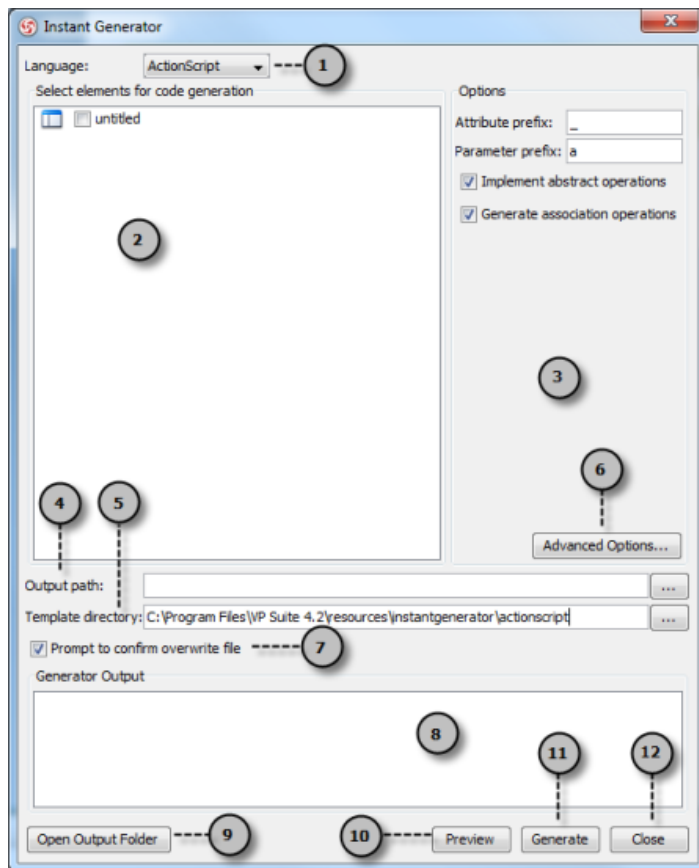 Instant Generator
Language: ActionScript 1
Select elements for code generation
untitled
2
Options
Attribute prefix: _
Parameter prefix: a
Implement abstract operations
Generate association operations
3
6
Advanced Options...
4 5
Output path: ...
Template directory: C:\Program Files\VP Suite 4.2\resources\instantgenerator\actionscript ...
Prompt to confirm overwrite file 7
Generator Output
8
11 12
Open Output Folder 9 10 Preview Generate Close